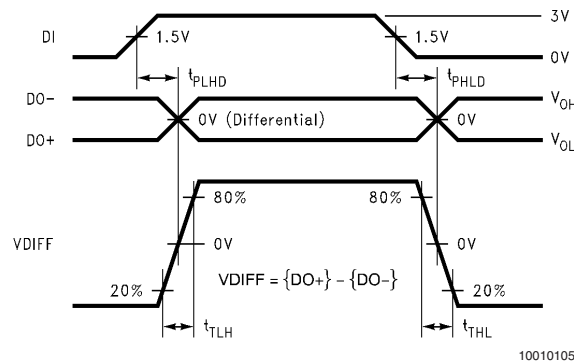 3V
DI
1.5V
1.5V
0V
tPLHD
tPHLD
DO-
0V (Differential)
0V
VOH
DO+
VOL
80%
80%
VDIFF
0V
0V
VDIFF = {DO+} – {DO–}
20%
20%
tTLH
tTHL
10010105